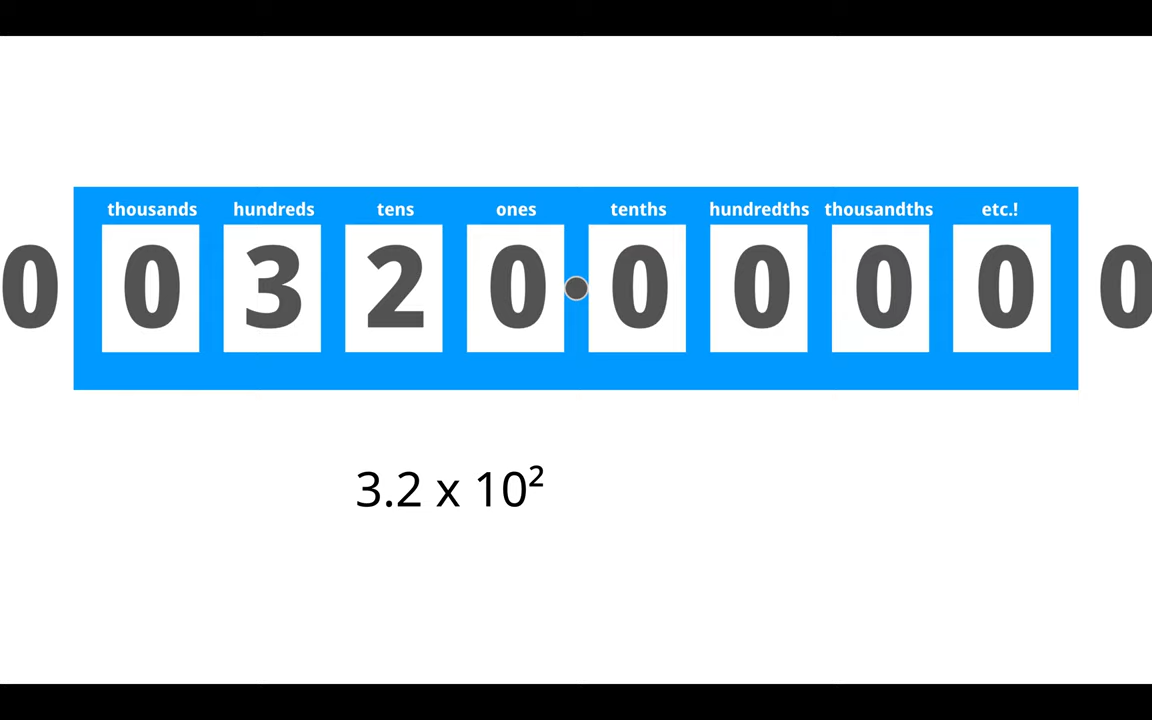 thousands hundreds tens ones tenths hundredths thousandths etc.!
0 0 3 2 0 . 0 0 0 0 0
3.2 x 10²